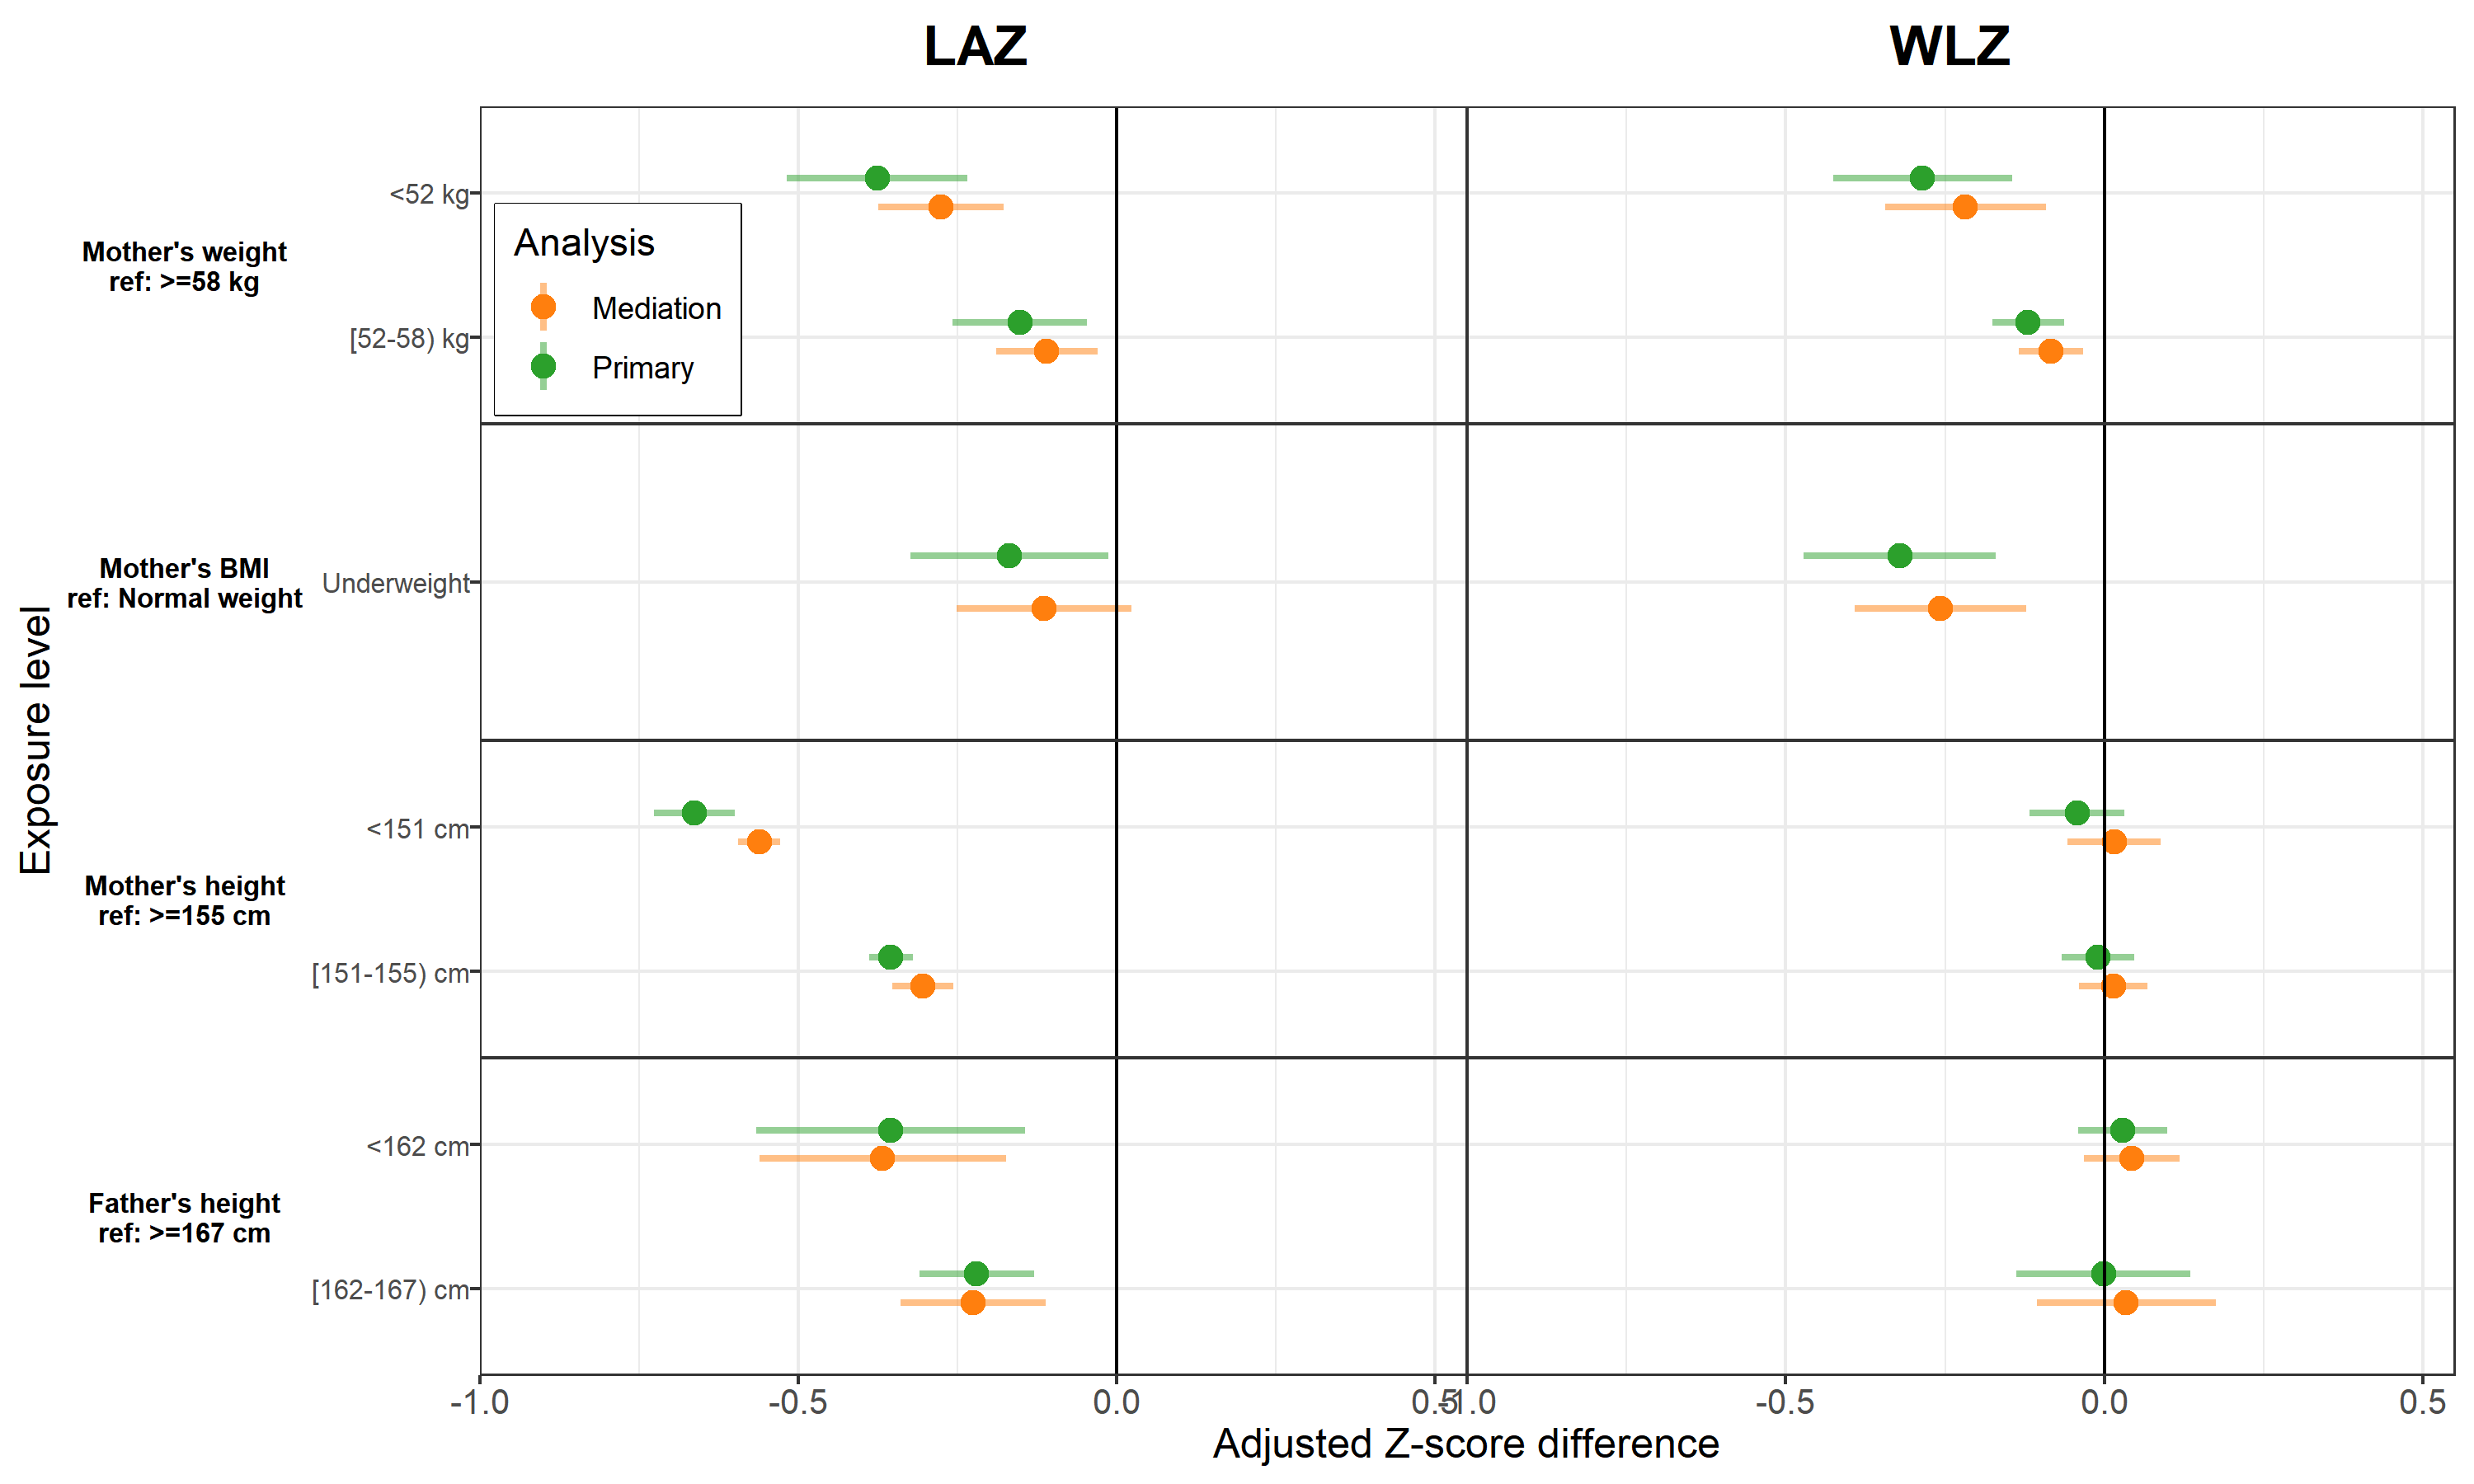 LAZ
WLZ
Exposure level
Mother's weight
ref: >=58 kg
<52 kg
[52-58) kg
Analysis
Mediation
Primary
Mother's BMI
ref: Normal weight
Underweight
Mother's height
ref: >=155 cm
<151 cm
[151-155) cm
Father's height
ref: >=167 cm
<162 cm
[162-167) cm
-1.0 -0.5 0.0 0.5 -1.0 -0.5 0.0 0.5
Adjusted Z-score difference